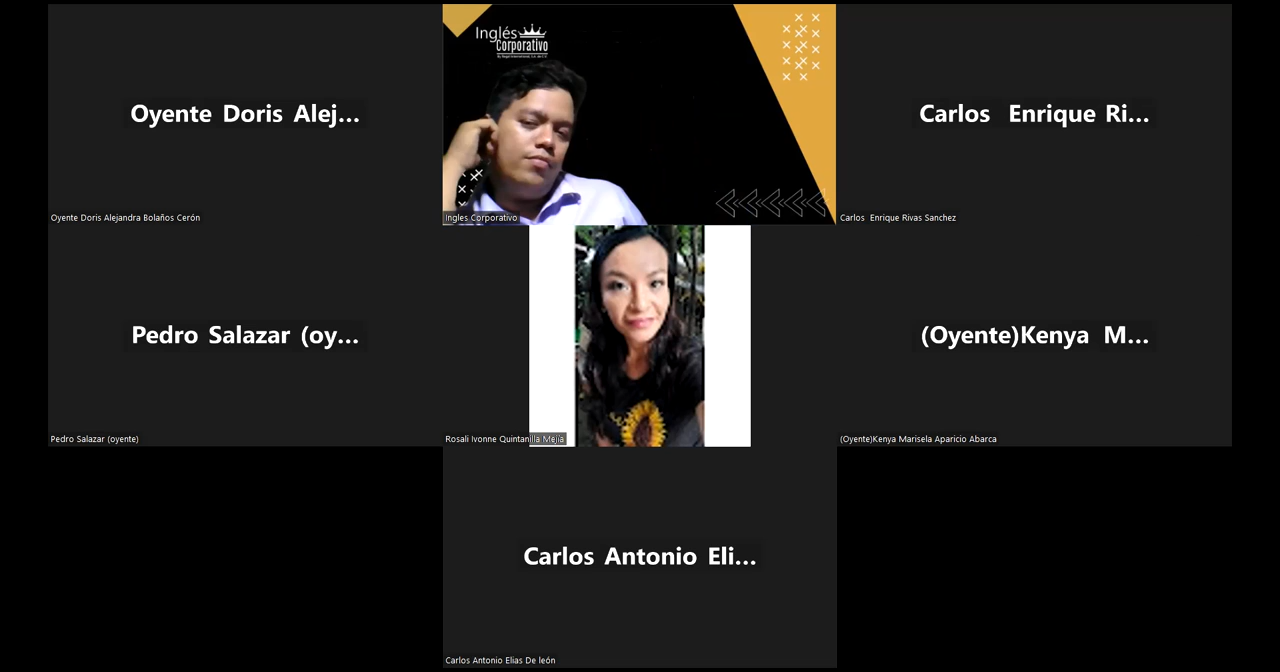 Oyente Doris Alej...
Oyente Doris Alejandra Bolaños Cerón
Inglés
Corporativo
Ingles Corporativo
Carlos Enrique Ri...
Carlos Enrique Rivas Sanchez
Pedro Salazar (oy...
Pedro Salazar (oyente)
Rosali Ivonne Quintanilla Mejia
(Oyente)Kenya M...
(Oyente)Kenya Marisela Aparicio Abarca
Carlos Antonio Eli...
Carlos Antonio Elias De león